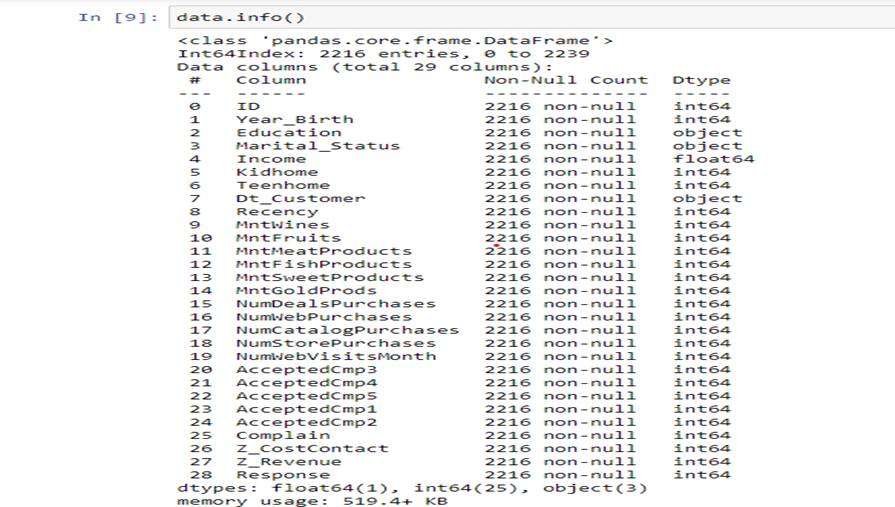 In [9]: data.info()
<class 'pandas.core.frame.DataFrame'>
Int64Index: 2216 entries, 0 to 2239
Data columns (total 29 columns):
# Column Non-Null Count Dtype
--- ------ -------------- -----
0 ID 2216 non-null int64
1 Year_Birth 2216 non-null int64
2 Education 2216 non-null object
3 Marital_Status 2216 non-null object
4 Income 2216 non-null float64
5 Kidhome 2216 non-null int64
6 Teenhome 2216 non-null int64
7 Dt_Customer 2216 non-null object
8 Recency 2216 non-null int64
9 MntWines 2216 non-null int64
10 MntFruits 2216 non-null int64
11 MntMeatProducts 2216 non-null int64
12 MntFishProducts 2216 non-null int64
13 MntSweetProducts 2216 non-null int64
14 MntGoldProds 2216 non-null int64
15 NumDealsPurchases 2216 non-null int64
16 NumWebPurchases 2216 non-null int64
17 NumCatalogPurchases 2216 non-null int64
18 NumStorePurchases 2216 non-null int64
19 NumWebVisitsMonth 2216 non-null int64
20 AcceptedCmp3 2216 non-null int64
21 AcceptedCmp4 2216 non-null int64
22 AcceptedCmp5 2216 non-null int64
23 AcceptedCmp1 2216 non-null int64
24 AcceptedCmp2 2216 non-null int64
25 Complain 2216 non-null int64
26 Z_CostContact 2216 non-null int64
27 Z_Revenue 2216 non-null int64
28 Response 2216 non-null int64
dtypes: float64(1), int64(25), object(3)
memory usage: 519.4+ KB